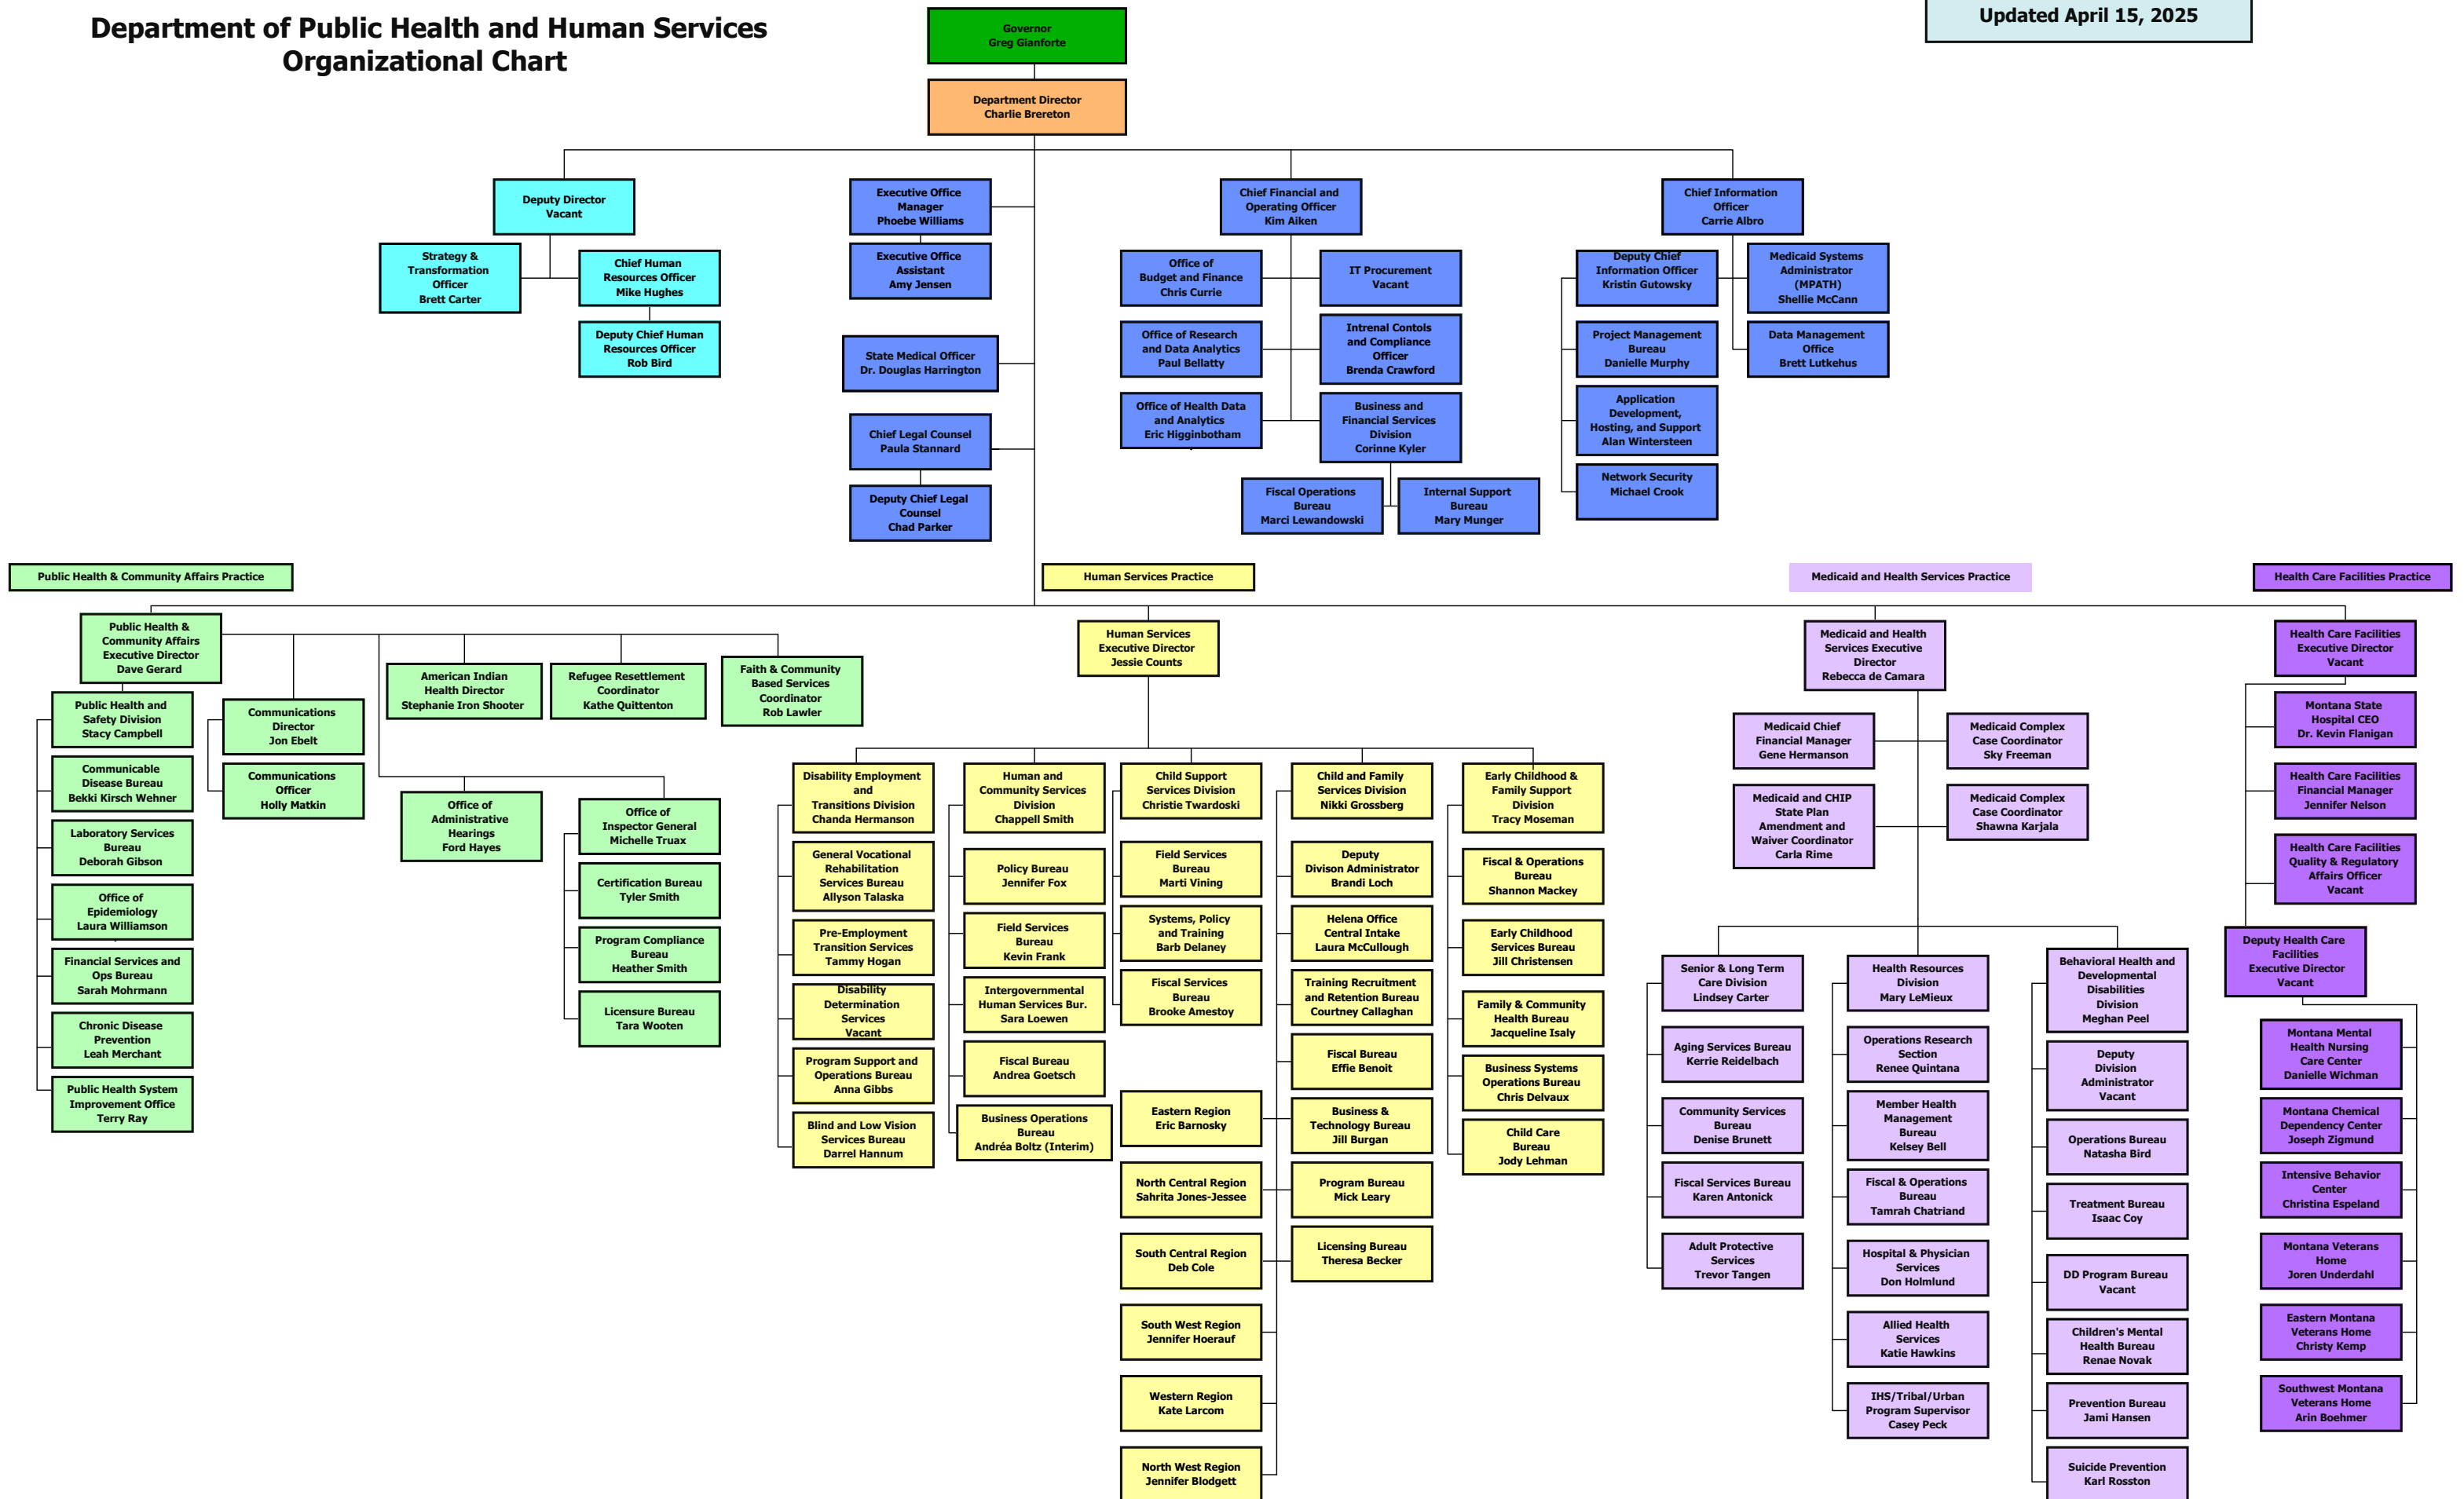 Department of Public Health and Human Services
Organizational Chart
Updated April 15, 2025
Governor
Greg Gianforte
Department Director
Charlie Brereton
Deputy Director
Vacant
Strategy &
Transformation
Officer
Brett Carter
Chief Human
Resources Officer
Mike Hughes
Deputy Chief Human
Resources Officer
Rob Bird
Executive Office
Manager
Phoebe Williams
Executive Office
Assistant
Amy Jensen
State Medical Officer
Dr. Douglas Harrington
Chief Legal Counsel
Paula Stannard
Deputy Chief Legal
Counsel
Chad Parker
Chief Financial and
Operating Officer
Kim Aiken
Office of
Budget and Finance
Chris Currie
IT Procurement
Vacant
Office of Research
and Data Analytics
Paul Bellatty
Intrenal Contols
and Compliance
Officer
Brenda Crawford
Office of Health Data
and Analytics
Eric Higginbotham
Business and
Financial Services
Division
Corinne Kyler
Fiscal Operations
Bureau
Marci Lewandowski
Internal Support
Bureau
Mary Munger
Chief Information
Officer
Carrie Albro
Deputy Chief
Information Officer
Kristin Gutowsky
Medicaid Systems
Administrator
(MPATH)
Shellie McCann
Project Management
Bureau
Danielle Murphy
Data Management
Office
Brett Lutkehus
Application
Development,
Hosting, and Support
Alan Wintersteen
Network Security
Michael Crook
Public Health & Community Affairs Practice
Human Services Practice
Medicaid and Health Services Practice
Health Care Facilities Practice
Public Health &
Community Affairs
Executive Director
Dave Gerard
Public Health and
Safety Division
Stacy Campbell
Communicable
Disease Bureau
Bekki Kirsch Wehner
Laboratory Services
Bureau
Deborah Gibson
Office of
Epidemiology
Laura Williamson
Financial Services and
Ops Bureau
Sarah Mohrmann
Chronic Disease
Prevention
Leah Merchant
Public Health System
Improvement Office
Terry Ray
Communications
Director
Jon Ebelt
Communications
Officer
Holly Matkin
American Indian
Health Director
Stephanie Iron Shooter
Refugee Resettlement
Coordinator
Kathe Quittenton
Faith & Community
Based Services
Coordinator
Rob Lawler
Office of
Administrative
Hearings
Ford Hayes
Office of
Inspector General
Michelle Truax
Certification Bureau
Tyler Smith
Program Compliance
Bureau
Heather Smith
Licensure Bureau
Tara Wooten
Human Services
Executive Director
Jessie Counts
Disability Employment
and
Transitions Division
Chanda Hermanson
General Vocational
Rehabilitation
Services Bureau
Allyson Talaska
Pre-Employment
Transition Services
Tammy Hogan
Disability
Determination
Services
Vacant
Program Support and
Operations Bureau
Anna Gibbs
Blind and Low Vision
Services Bureau
Darrel Hannum
Human and
Community Services
Division
Chappell Smith
Policy Bureau
Jennifer Fox
Field Services
Bureau
Kevin Frank
Intergovernmental
Human Services Bur.
Sara Loewen
Fiscal Bureau
Andrea Goetsch
Business Operations
Bureau
Andréa Boltz (Interim)
Child Support
Services Division
Christie Twardoski
Field Services
Bureau
Marti Vining
Systems, Policy
and Training
Barb Delaney
Fiscal Services
Bureau
Brooke Amestoy
Child and Family
Services Division
Nikki Grossberg
Deputy
Divison Administrator
Brandi Loch
Helena Office
Central Intake
Laura McCullough
Training Recruitment
and Retention Bureau
Courtney Callaghan
Fiscal Bureau
Effie Benoit
Eastern Region
Eric Barnosky
Business &
Technology Bureau
Jill Burgan
North Central Region
Sahrita Jones-Jessee
Program Bureau
Mick Leary
South Central Region
Deb Cole
Licensing Bureau
Theresa Becker
South West Region
Jennifer Hoerauf
Western Region
Kate Larcom
North West Region
Jennifer Blodgett
Early Childhood &
Family Support
Division
Tracy Moseman
Fiscal & Operations
Bureau
Shannon Mackey
Early Childhood
Services Bureau
Jill Christensen
Family & Community
Health Bureau
Jacqueline Isaly
Business Systems
Operations Bureau
Chris Delvaux
Child Care
Bureau
Jody Lehman
Medicaid and Health
Services Executive
Director
Rebecca de Camara
Medicaid Chief
Financial Manager
Gene Hermanson
Medicaid Complex
Case Coordinator
Sky Freeman
Medicaid and CHIP
State Plan
Amendment and
Waiver Coordinator
Carla Rime
Medicaid Complex
Case Coordinator
Shawna Karjala
Senior & Long Term
Care Division
Lindsey Carter
Aging Services Bureau
Kerrie Reidelbach
Community Services
Bureau
Denise Brunett
Fiscal Services Bureau
Karen Antonick
Adult Protective
Services
Trevor Tangen
Health Resources
Division
Mary LeMieux
Operations Research
Section
Renee Quintana
Member Health
Management
Bureau
Kelsey Bell
Fiscal & Operations
Bureau
Tamrah Chatriand
Hospital & Physician
Services
Don Holmlund
Allied Health
Services
Katie Hawkins
IHS/Tribal/Urban
Program Supervisor
Casey Peck
Behavioral Health and
Developmental
Disabilities
Division
Meghan Peel
Deputy
Division
Administrator
Vacant
Operations Bureau
Natasha Bird
Treatment Bureau
Isaac Coy
DD Program Bureau
Vacant
Children's Mental
Health Bureau
Renae Novak
Prevention Bureau
Jami Hansen
Suicide Prevention
Karl Rosston
Health Care Facilities
Executive Director
Vacant
Montana State
Hospital CEO
Dr. Kevin Flanigan
Health Care Facilities
Financial Manager
Jennifer Nelson
Health Care Facilities
Quality & Regulatory
Affairs Officer
Vacant
Deputy Health Care
Facilities
Executive Director
Vacant
Montana Mental
Health Nursing
Care Center
Danielle Wichman
Montana Chemical
Dependency Center
Joseph Zigmund
Intensive Behavior
Center
Christina Espeland
Montana Veterans
Home
Joren Underdahl
Eastern Montana
Veterans Home
Christy Kemp
Southwest Montana
Veterans Home
Arin Boehmer